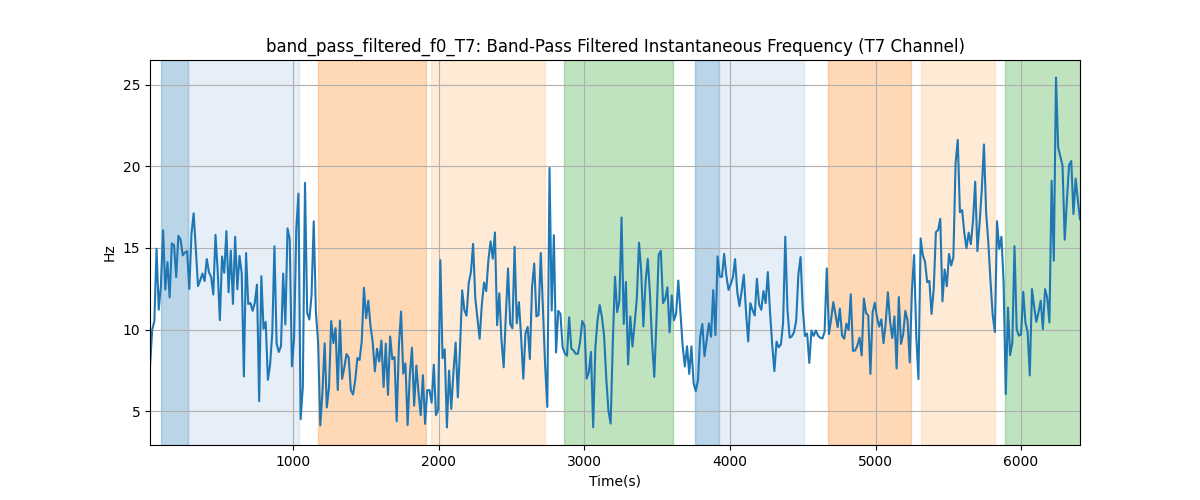 band_pass_filtered_f0_T7: Band-Pass Filtered Instantaneous Frequency (T7 Channel)
25
20
15
10
5
Hz
1000 2000 3000 4000 5000 6000
Time(s)